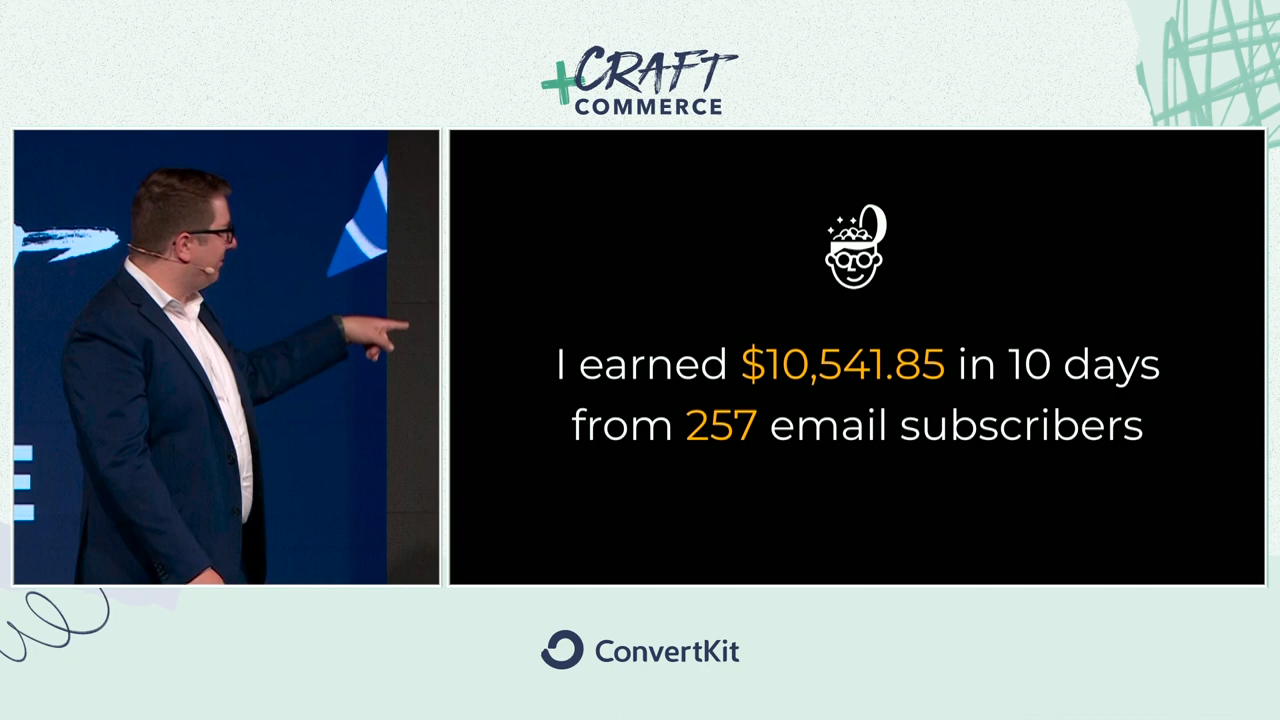 CRAFT
COMMERCE
I earned $10,541.85 in 10 days
from 257 email subscribers
ConvertKit